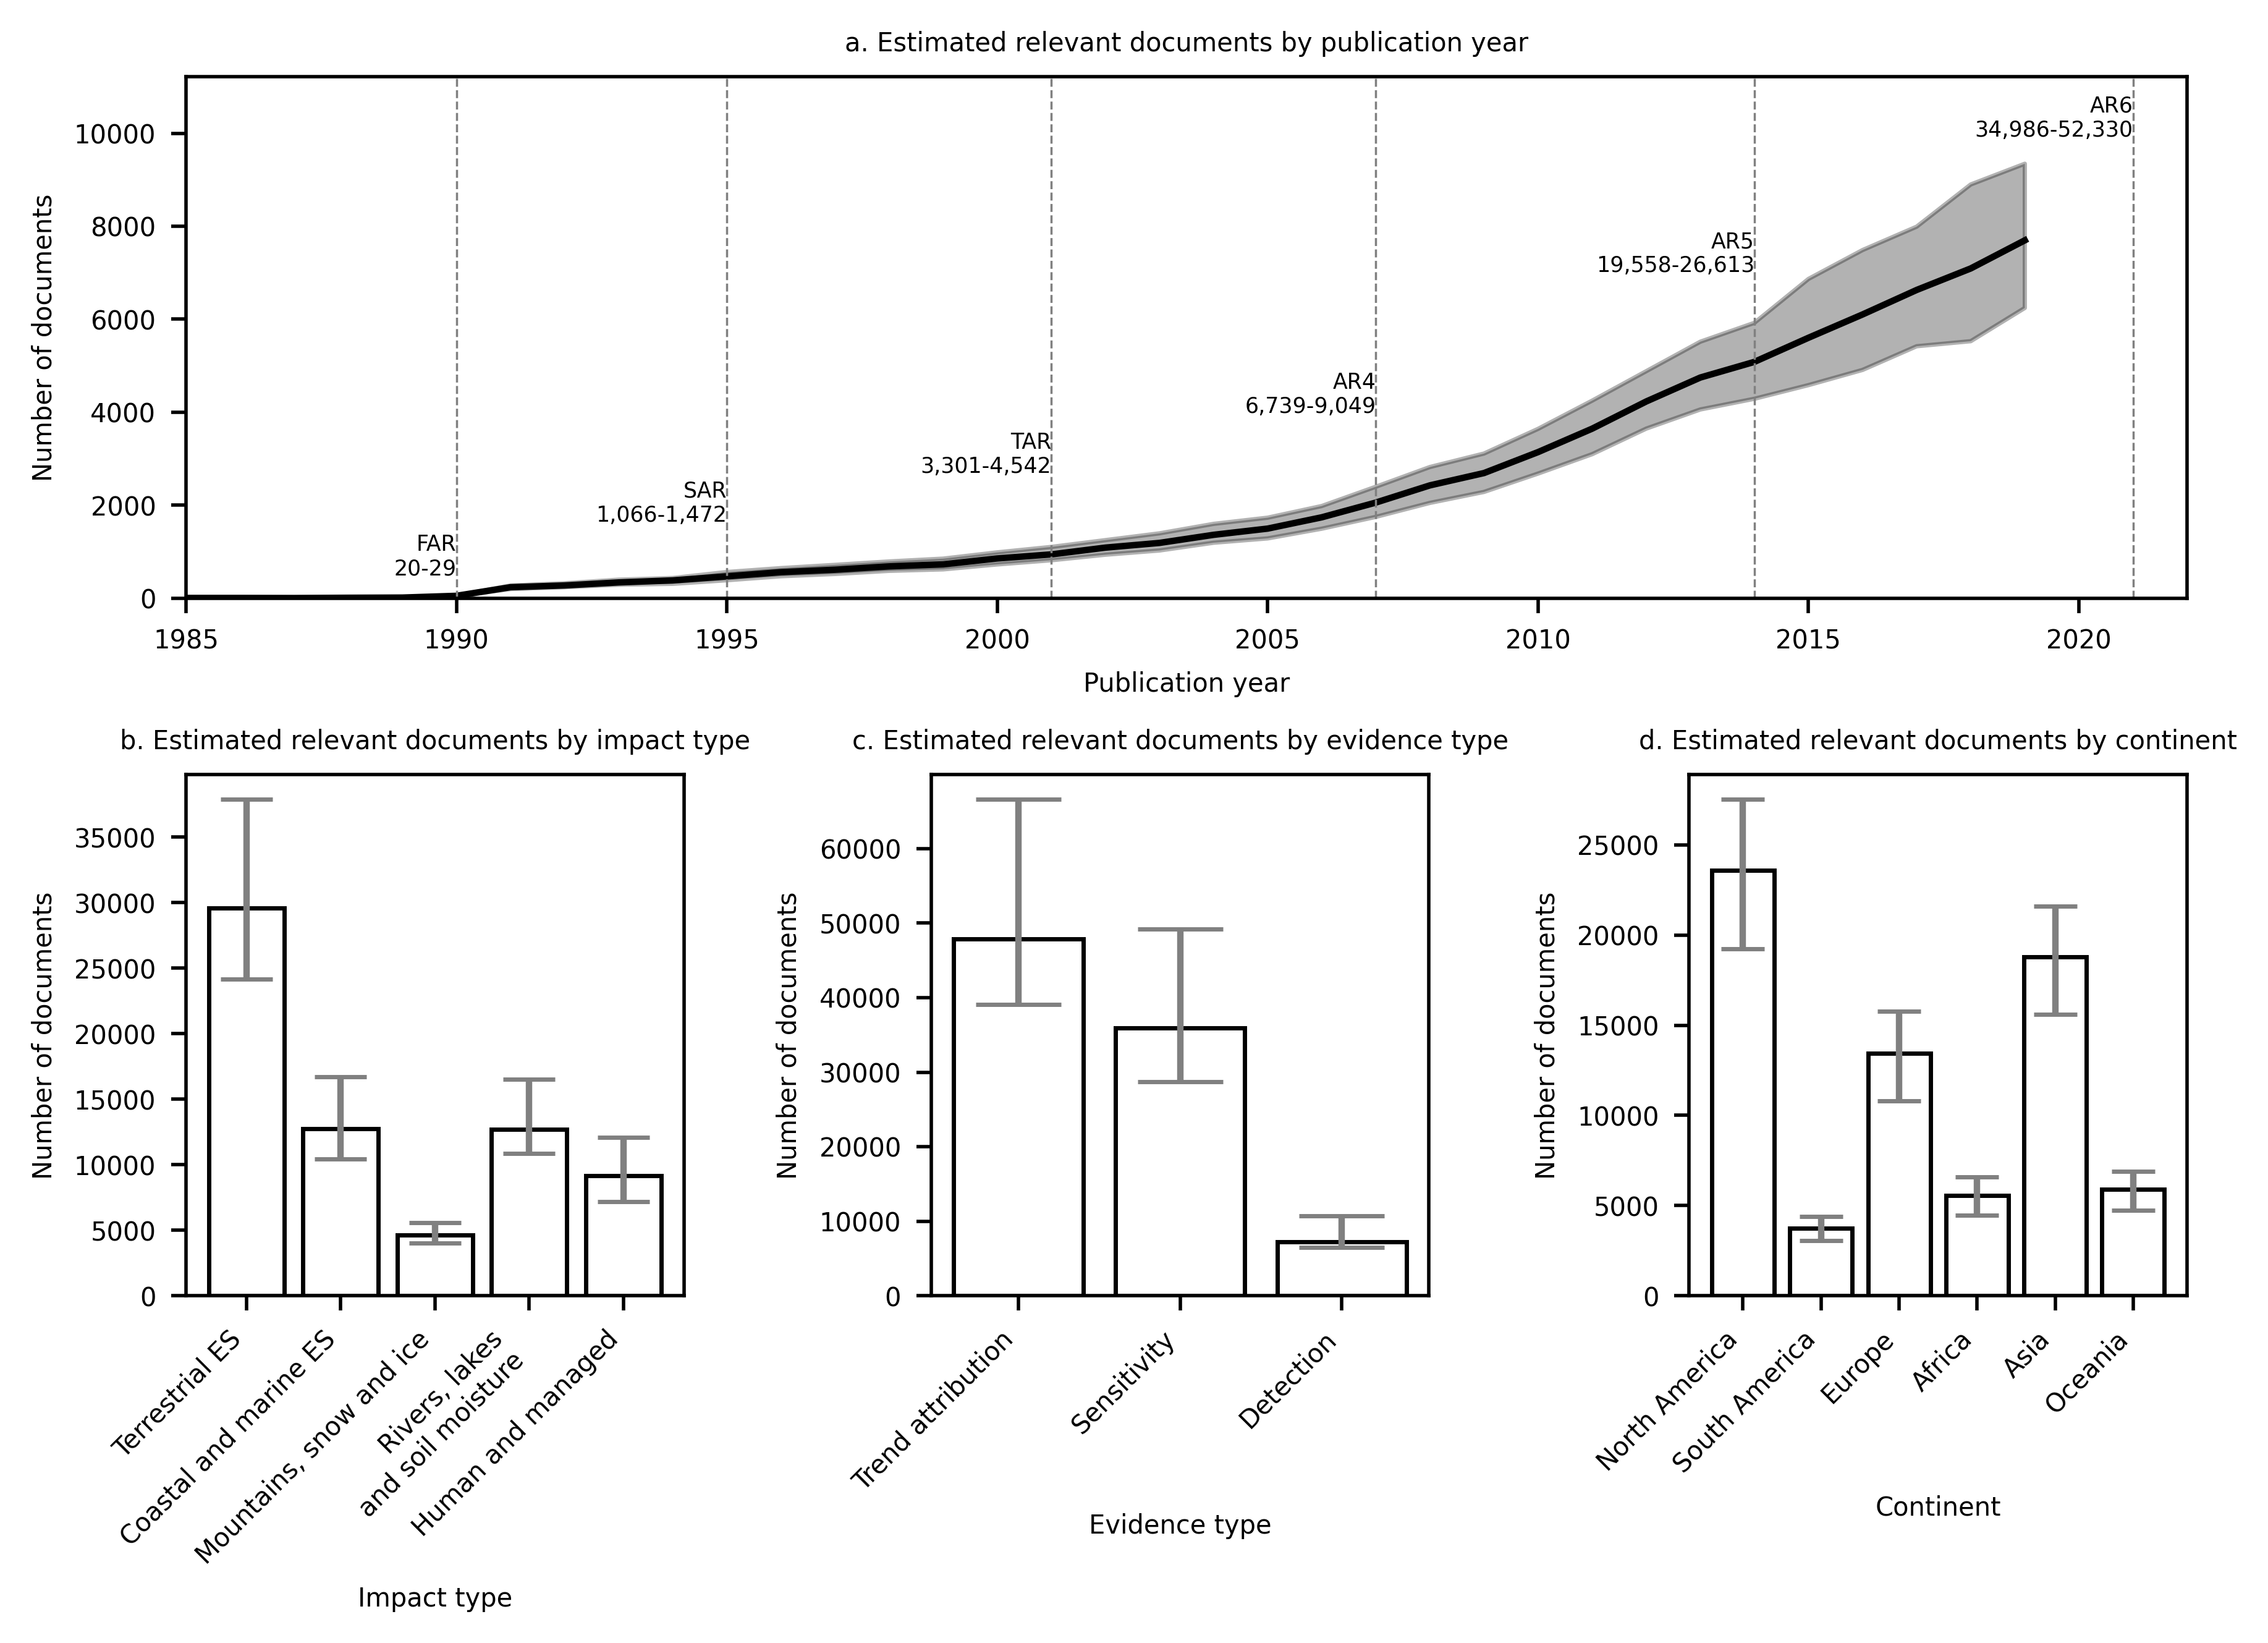 a. Estimated relevant documents by publication year
Number of documents
10000
8000
6000
4000
2000
0
FAR
20-29
SAR
1,066-1,472
TAR
3,301-4,542
AR4
6,739-9,049
AR5
19,558-26,613
AR6
34,986-52,330
1985
1990
1995
2000
2005
2010
2015
2020
Publication year
b. Estimated relevant documents by impact type
Number of documents
35000
30000
25000
20000
15000
10000
5000
0
Terrestrial ES
Coastal and marine ES
Mountains, snow and ice
Rivers, lakes
and soil moisture
Human and managed
Impact type
c. Estimated relevant documents by evidence type
Number of documents
60000
50000
40000
30000
20000
10000
0
Trend attribution
Sensitivity
Detection
Evidence type
d. Estimated relevant documents by continent
Number of documents
25000
20000
15000
10000
5000
0
North America
South America
Europe
Africa
Asia
Oceania
Continent